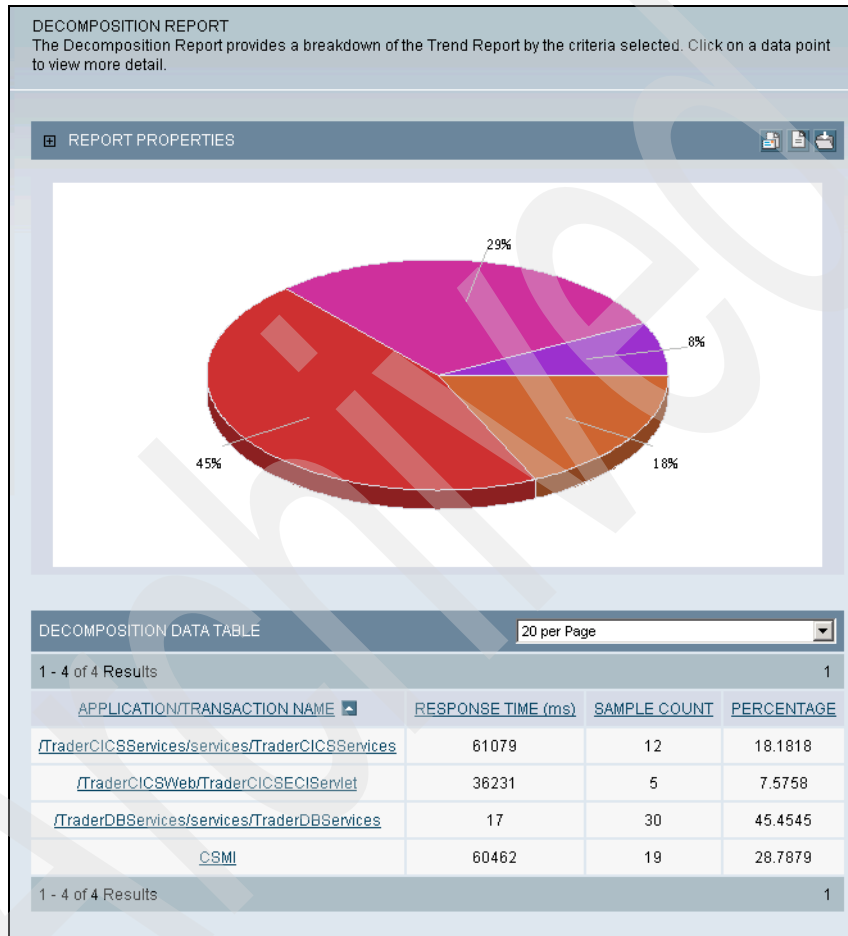 DECOMPOSITION REPORT
The Decomposition Report provides a breakdown of the Trend Report by the criteria selected. Click on a data point
to view more detail.
REPORT PROPERTIES
29%
8%
45%
18%
DECOMPOSITION DATA TABLE 20 per Page
1 - 4 of 4 Results 1
APPLICATION/TRANSACTION NAME RESPONSE TIME (ms) SAMPLE COUNT PERCENTAGE
/TraderCICSServices/services/TraderCICSServices 61079 12 18.1818
/TraderCICSWeb/TraderCICSECIServlet 36231 5 7.5758
/TraderDBServices/services/TraderDBServices 17 30 45.4545
CSMI 60462 19 28.7879
1 - 4 of 4 Results 1
Archived